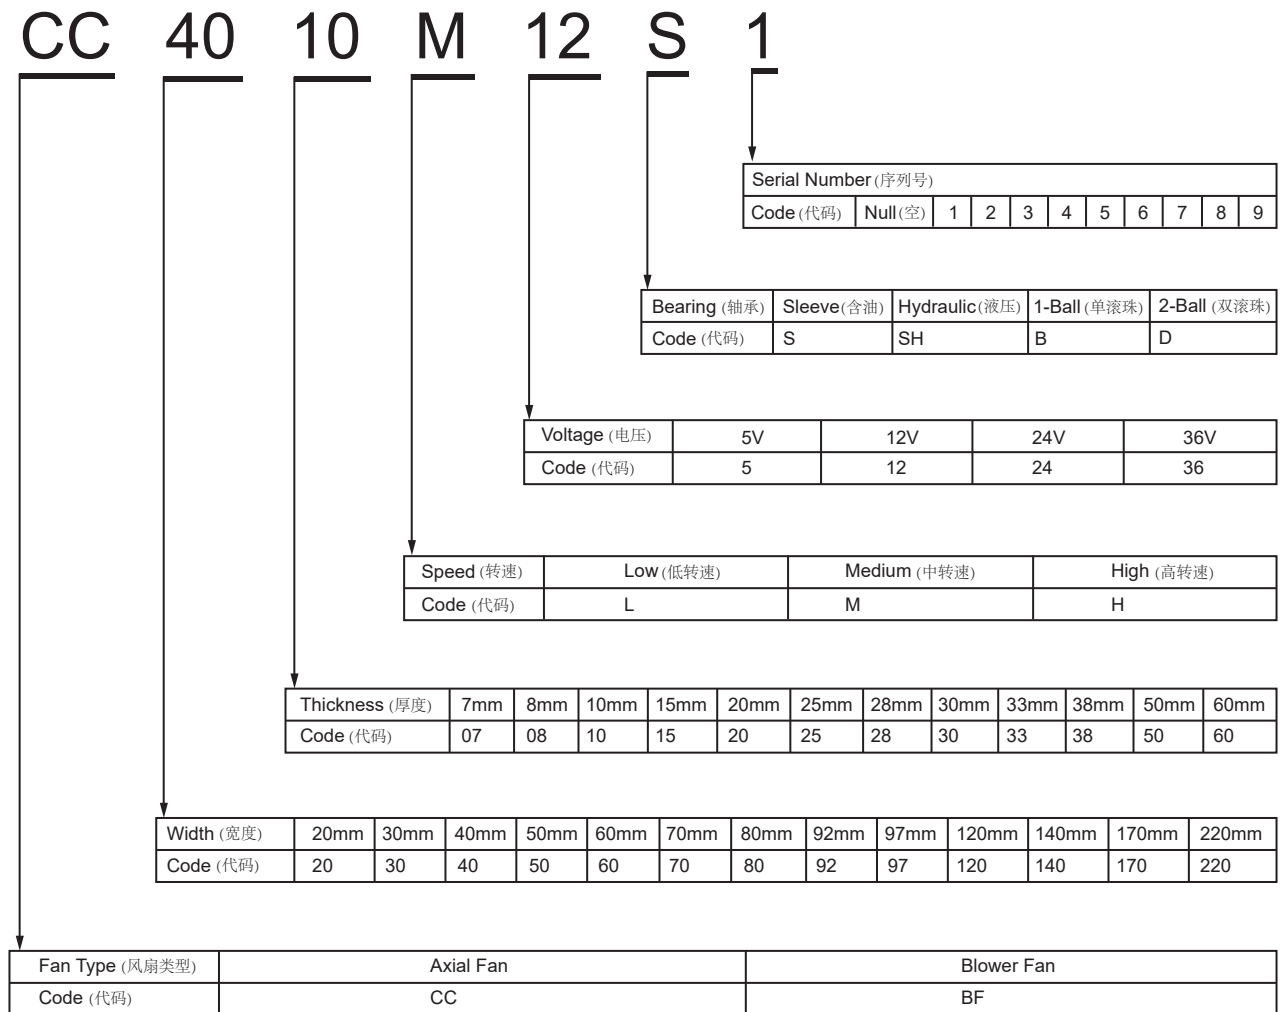 CC 40 10 M 12 S 1
Serial Number (序列号)
Code (代码) Null (空) 1 2 3 4 5 6 7 8 9
Bearing (轴承) Sleeve (含油) Hydraulic (液压) 1-Ball (单滚珠) 2-Ball (双滚珠)
Code (代码) S SH B D
Voltage (电压) 5V 12V 24V 36V
Code (代码) 5 12 24 36
Speed (转速) Low (低转速) Medium (中转速) High (高转速)
Code (代码) L M H
Thickness (厚度) 7mm 8mm 10mm 15mm 20mm 25mm 28mm 30mm 33mm 38mm 50mm 60mm
Code (代码) 07 08 10 15 20 25 28 30 33 38 50 60
Width (宽度) 20mm 30mm 40mm 50mm 60mm 70mm 80mm 92mm 97mm 120mm 140mm 170mm 220mm
Code (代码) 20 30 40 50 60 70 80 92 97 120 140 170 220
Fan Type (风扇类型) Axial Fan Blower Fan
Code (代码) CC BF